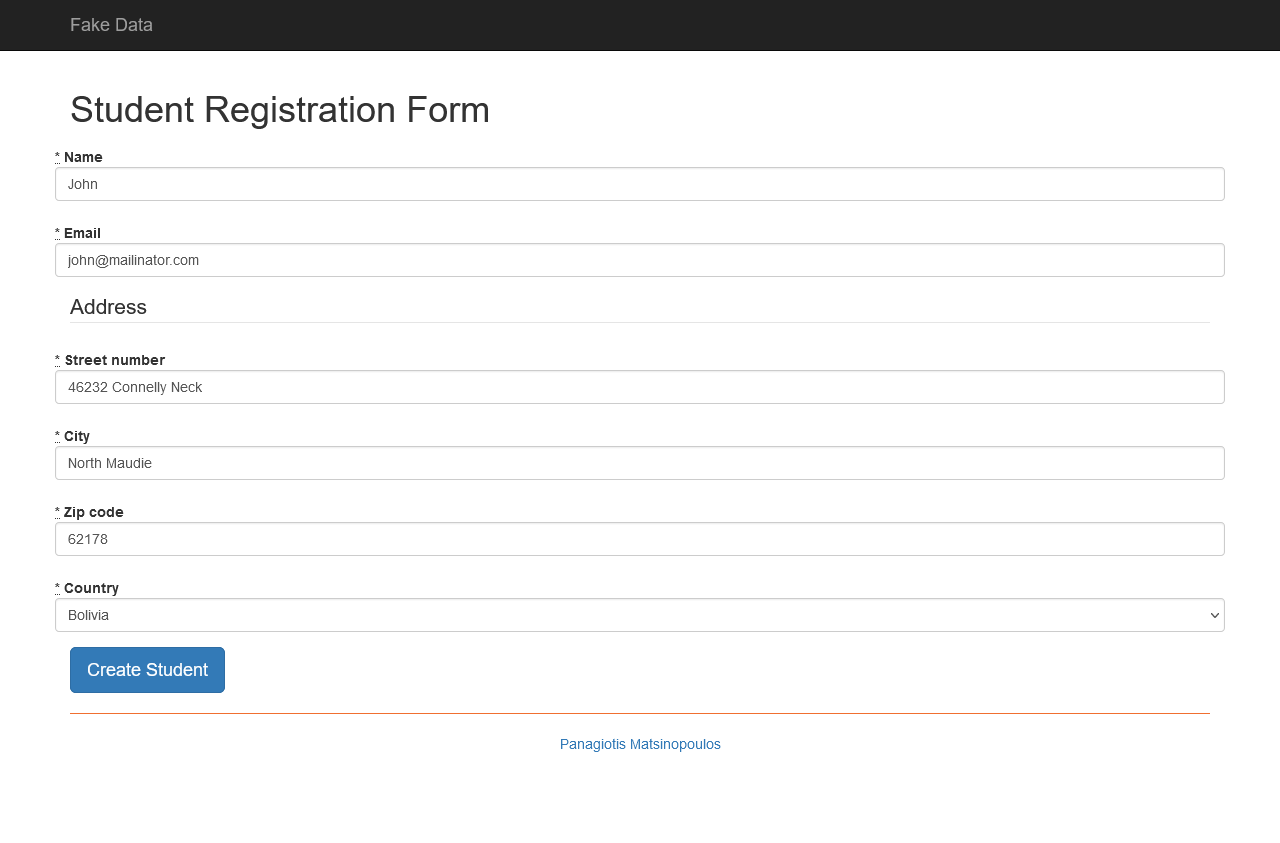 Fake Data
Student Registration Form
* Name
John
* Email
john@mailinator.com
Address
* Street number
46232 Connelly Neck
* City
North Maudie
* Zip code
62178
* Country
Bolivia
Create Student
Panagiotis Matsinopoulos